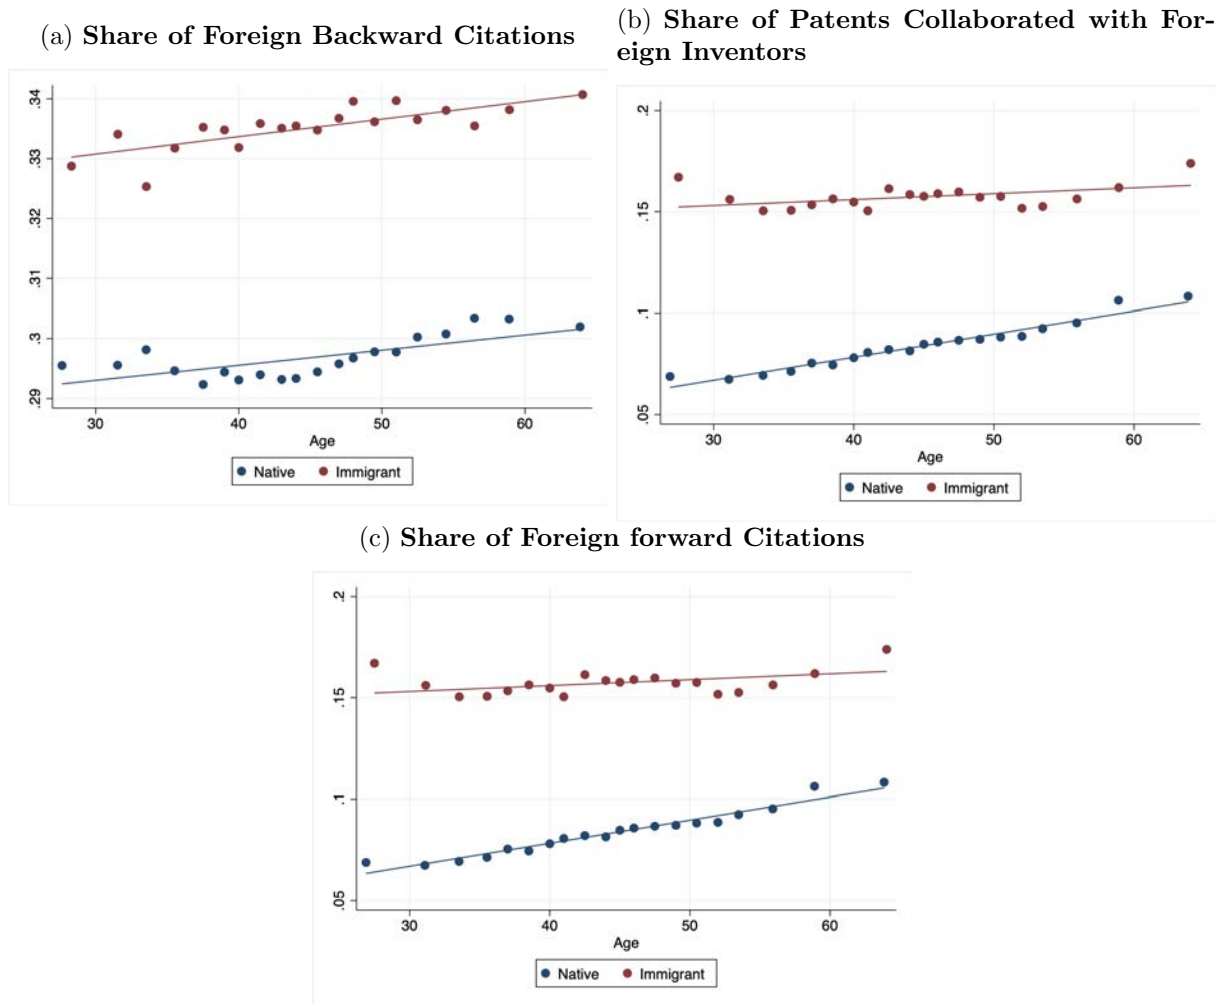 (a) Share of Foreign Backward Citations
.34
.33
.32
.31
.3
.29
30 40 50 60
Age
Native Immigrant
(b) Share of Patents Collaborated with For-
eign Inventors
.2
.15
.1
.05
30 40 50 60
Age
Native Immigrant
(c) Share of Foreign forward Citations
.2
.15
.1
.05
30 40 50 60
Age
Native Immigrant